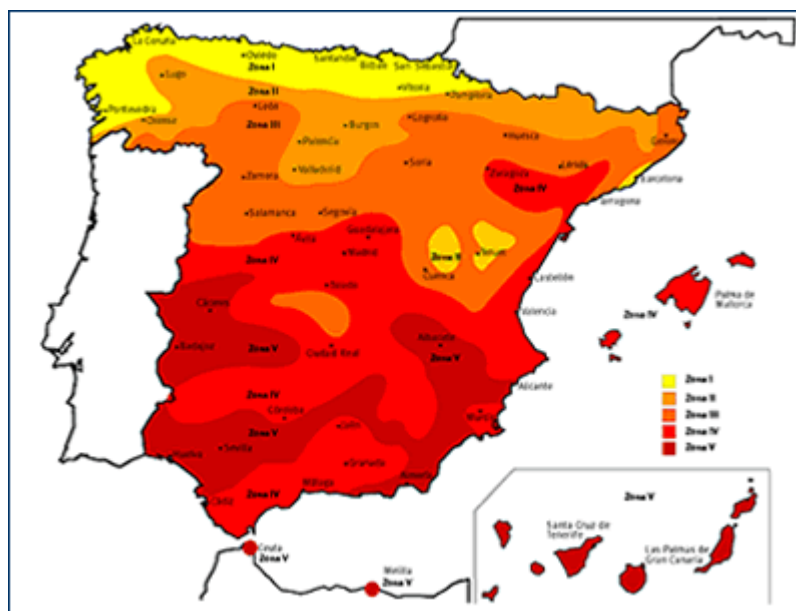 La Coruña
Oviedo
Santander
Bilbao
San Sebastián
Zona I
Lugo
Vitoria
Pamplona
Zona II
Pontevedra
León
Orense
Zona III
Burgos
Logroño
Palencia
Huesca
Gerona
Valladolid
Soria
Zaragoza
Lérida
Zamora
Zona IV
Barcelona
Tarragona
Salamanca
Segovia
Guadalajara
Avila
Madrid
Zona IV
Zona II
Teruel
Cuenca
Castellón
Toledo
Palma de
Mallorca
Zona IV
Cáceres
Valencia
Albacete
Badajoz
Zona V
Ciudad Real
Zona V
Alicante
Zona I
Zona II
Zona III
Zona IV
Zona V
Zona IV
Córdoba
Murcia
Zona V
Jaén
Huelva
Sevilla
Granada
Almería
Málaga
Cádiz
Zona IV
Zona V
Santa Cruz de
Tenerife
Las Palmas de
Gran Canaria
Ceuta
Zona V
Melilla
Zona V